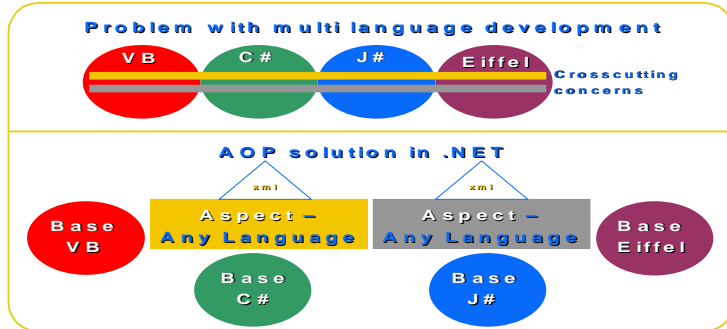 Problem with multi language development
VB
C#
J#
Eiffel
Crosscutting
concerns
AOP solution in .NET
xml
xml
Base
VB
Aspect –
Any Language
Aspect –
Any Language
Base
Eiffel
Base
C#
Base
J#